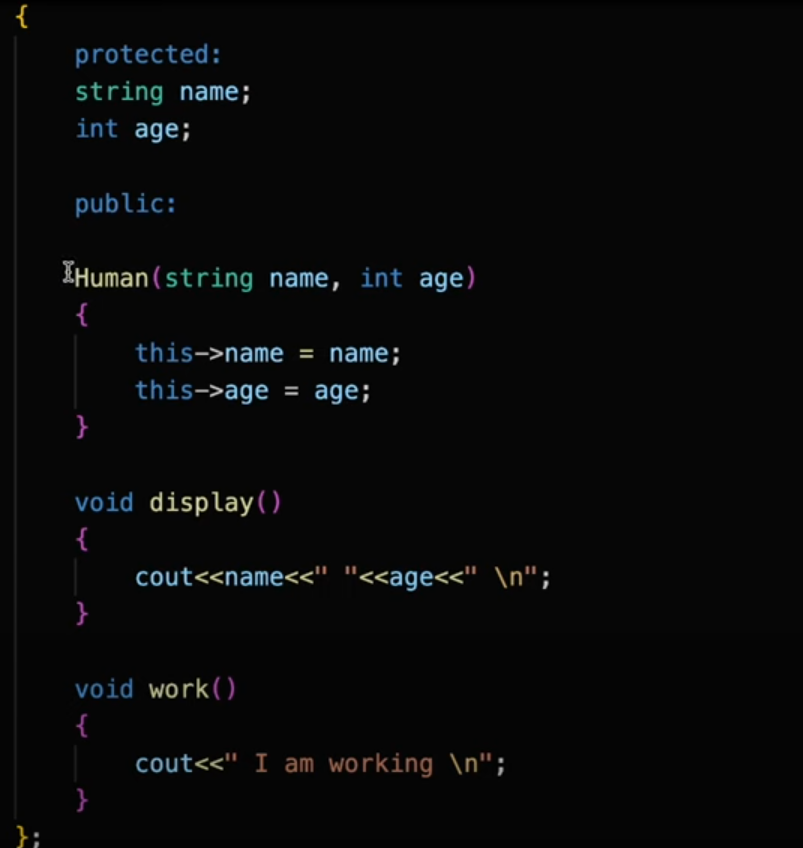 {
protected:
string name;
int age;
public:
Human(string name, int age)
{
this->name = name;
this->age = age;
}
void display()
{
cout<<name<<" "<<age<<" \n";
}
void work()
{
cout<<" I am working \n";
}
};